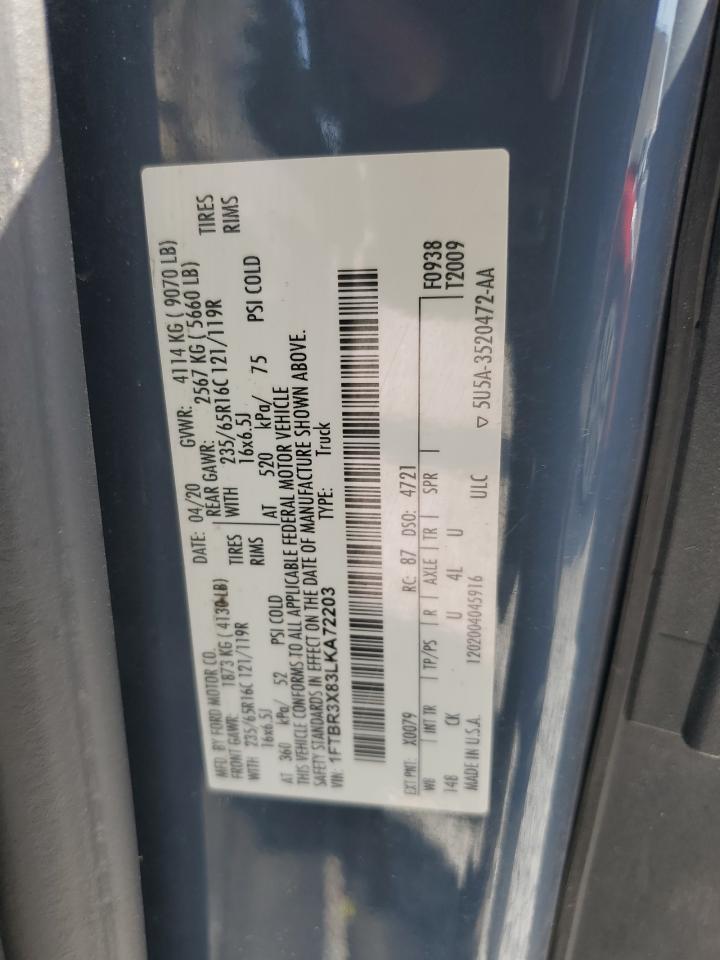 MFD. BY FORD MOTOR CO.
DATE: 04/20 GVWR: 4114 KG ( 9070 LB)
FRONT GAWR: 1873 KG ( 4130 LB) REAR GAWR: 2567 KG ( 5660 LB)
WITH 235/65R16C 121/119R TIRES WITH 235/65R16C 121/119R TIRES
16x6.5J RIMS 16x6.5J RIMS
AT 360 kPa/ 52 PSI COLD AT 520 kPa/ 75 PSI COLD
THIS VEHICLE CONFORMS TO ALL APPLICABLE FEDERAL MOTOR VEHICLE
SAFETY STANDARDS IN EFFECT ON THE DATE OF MANUFACTURE SHOWN ABOVE.
VIN: 1FTBR3X83LKA72203 TYPE: Truck
EXT PNT: X0079 RC: 87 DSO: 4721 F0938
WB INT TR TP/PS R AXLE TR SPR T2009
148 CK U 4L U
MADE IN U.S.A. 1202004045916 ULC ▽ 5U5A-3520472-AA